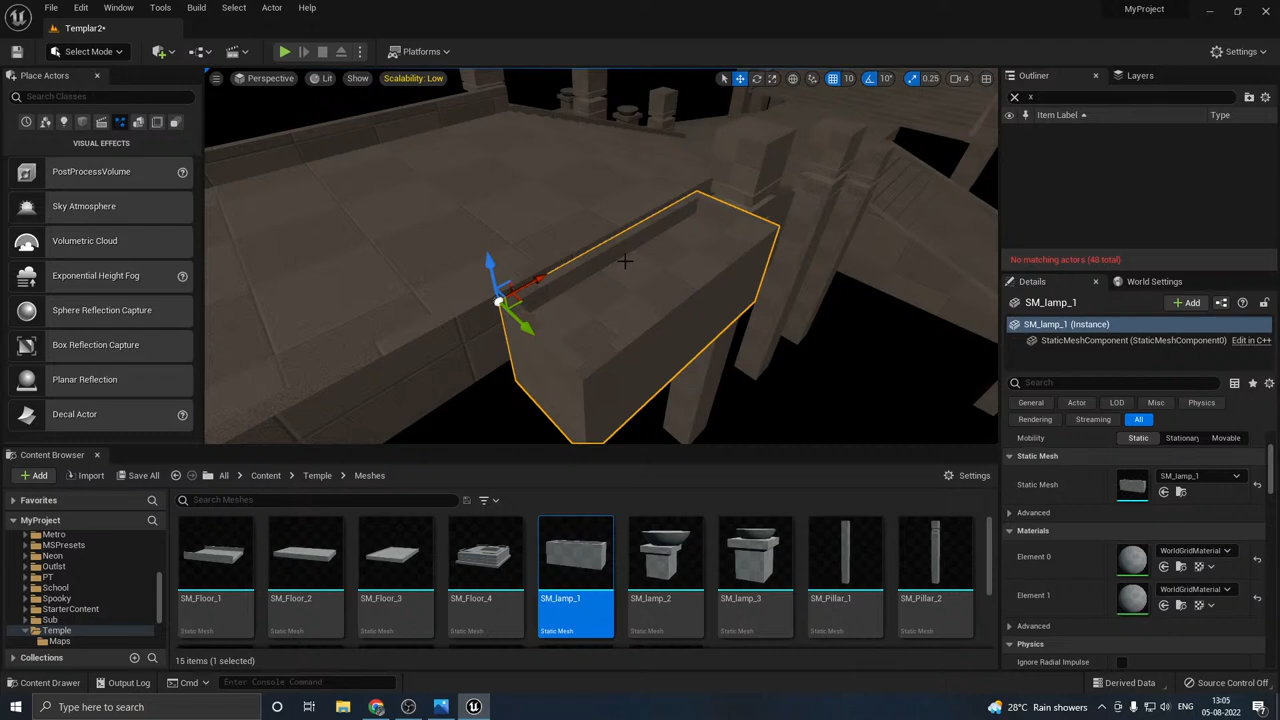 File Edit Window Tools Build Select Actor Help
MyProject
Templar2•
Select Mode
Platforms
Settings
Place Actors
Search Classes
VISUAL EFFECTS
PostProcessVolume
Sky Atmosphere
Volumetric Cloud
Exponential Height Fog
Sphere Reflection Capture
Box Reflection Capture
Planar Reflection
Decal Actor
Perspective Lit Show Scalability: Low
10 10° 0.25 4
Outliner Layers
x
Item Label Type
No matching actors (48 total)
Details World Settings
SM_lamp_1 Add
SM_lamp_1 (Instance)
StaticMeshComponent (StaticMeshComponent0) Edit in C++
Search
General Actor LOD Misc Physics
Rendering Streaming All
Mobility Static Stationary Movable
Static Mesh
Static Mesh SM_lamp_1
Advanced
Materials
Element 0 WorldGridMaterial
Element 1 WorldGridMaterial
Advanced
Physics
Ignore Radial Impulse
Content Browser
Add Import Save All All Content Temple Meshes Settings
Favorites
MyProject
Metro
MSPresets
Neon
Outlst
PT
School
Spooky
StarterContent
Sub
Temple
Maps
Collections
Search Meshes
SM_Floor_1 SM_Floor_2 SM_Floor_3 SM_Floor_4 SM_lamp_1 SM_lamp_2 SM_lamp_3 SM_Pillar_1 SM_Pillar_2
Static Mesh Static Mesh Static Mesh Static Mesh Static Mesh Static Mesh Static Mesh Static Mesh Static Mesh
15 items (1 selected)
Content Drawer Output Log Cmd Enter Console Command Derived Data Source Control Off
Type here to search
28°C Rain showers
ENG
13:05
05-08-2022